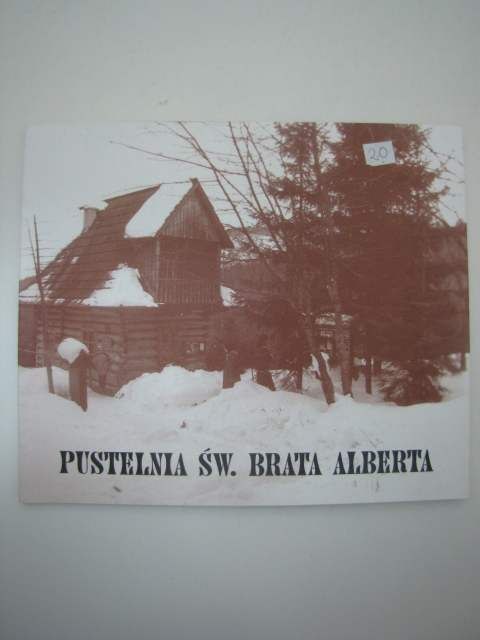 20
PUSTELNIA ŚW. BRATA ALBERTA